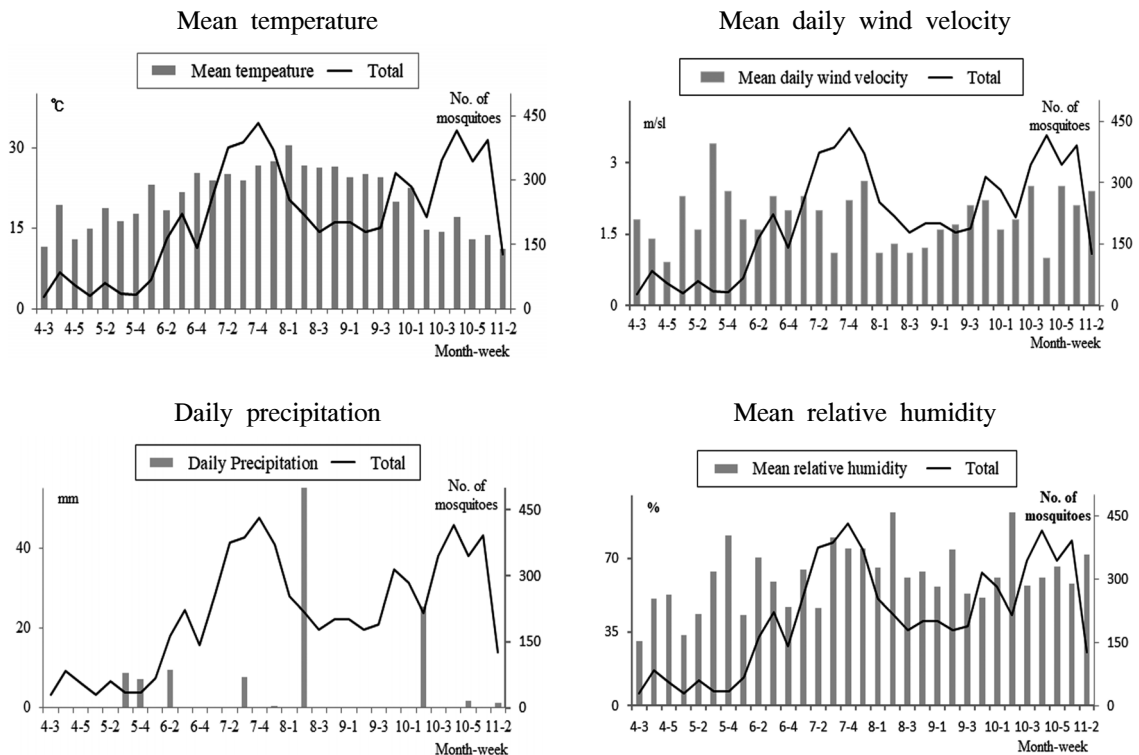 Mean temperature
Mean tempeature
Total
℃
No. of
mosquitoes
450
30
300
15
150
0
0
4-3 4-5 5-2 5-4 6-2 6-4 7-2 7-4 8-1 8-3 9-1 9-3 10-1 10-3 10-5 11-2
Month-week
Mean daily wind velocity
Mean daily wind velocity
Total
m/sl
No. of
mosquitoes
450
3
300
1.5
150
0
0
4-3 4-5 5-2 5-4 6-2 6-4 7-2 7-4 8-1 8-3 9-1 9-3 10-1 10-3 10-5 11-2
Month-week
Daily precipitation
Daily Precipitation
Total
mm
No. of
mosquitoes
450
40
300
20
150
0
0
4-3 4-5 5-2 5-4 6-2 6-4 7-2 7-4 8-1 8-3 9-1 9-3 10-1 10-3 10-5 11-2
Month-week
Mean relative humidity
Mean relative humidity
Total
%
No. of
mosquitoes
450
70
300
35
150
0
0
4-3 4-5 5-2 5-4 6-2 6-4 7-2 7-4 8-1 8-3 9-1 9-3 10-1 10-3 10-5 11-2
Month-week